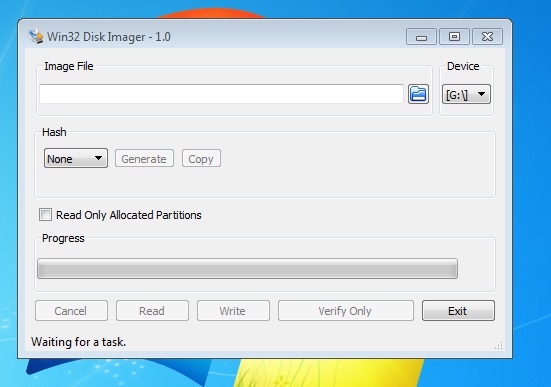 Win32 Disk Imager - 1.0
Image File
Device
[G:\]
Hash
None
Generate
Copy
Read Only Allocated Partitions
Progress
Cancel
Read
Write
Verify Only
Exit
Waiting for a task.